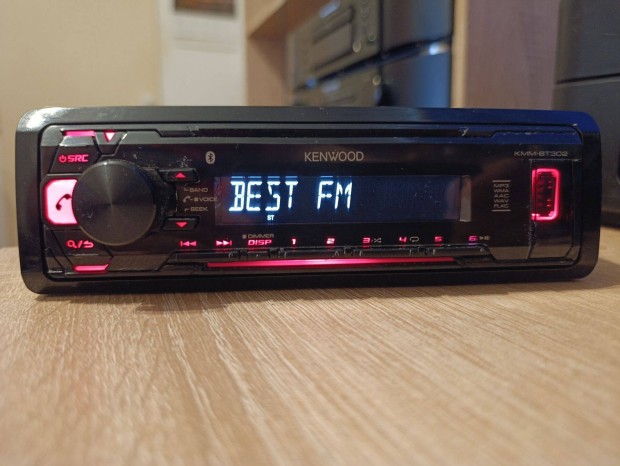 KENWOOD
KMM-BT302
SRC
BAND
VOICE
SEEK
BEST FM
ST
MP3
WMA
AAC
WAV
FLAC
DIMMER
DISP 1 2 3 4 5 6